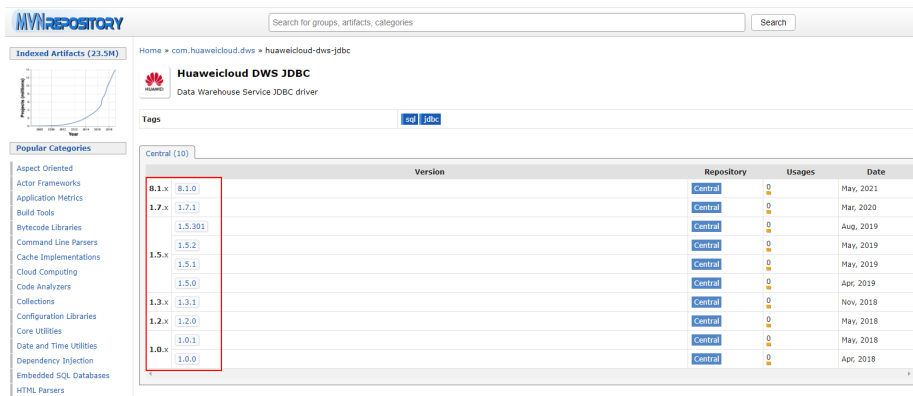 MVNREPOSITORY
Search for groups, artifacts, categories
Search
Indexed Artifacts (23.5M)
Projects (millions)
Year
Popular Categories
Aspect Oriented
Actor Frameworks
Application Metrics
Build Tools
Bytecode Libraries
Command Line Parsers
Cache Implementations
Cloud Computing
Code Analyzers
Collections
Configuration Libraries
Core Utilities
Date and Time Utilities
Dependency Injection
Embedded SQL Databases
HTML Parsers
Home » com.huaweicloud.dws » huaweicloud-dws-jdbc
HUAWEI
Huaweicloud DWS JDBC
Data Warehouse Service JDBC driver
Tags sql jdbc
Central (10)
Version Repository Usages Date
8.1.x 8.1.0 Central 0 May, 2021
1.7.x 1.7.1 Central 0 Mar, 2020
1.5.x 1.5.301 Central 0 Aug, 2019
1.5.2 Central 0 May, 2019
1.5.1 Central 0 May, 2019
1.5.0 Central 0 Apr, 2019
1.3.x 1.3.1 Central 0 Nov, 2018
1.2.x 1.2.0 Central 0 May, 2018
1.0.x 1.0.1 Central 0 May, 2018
1.0.0 Central 0 Apr, 2018